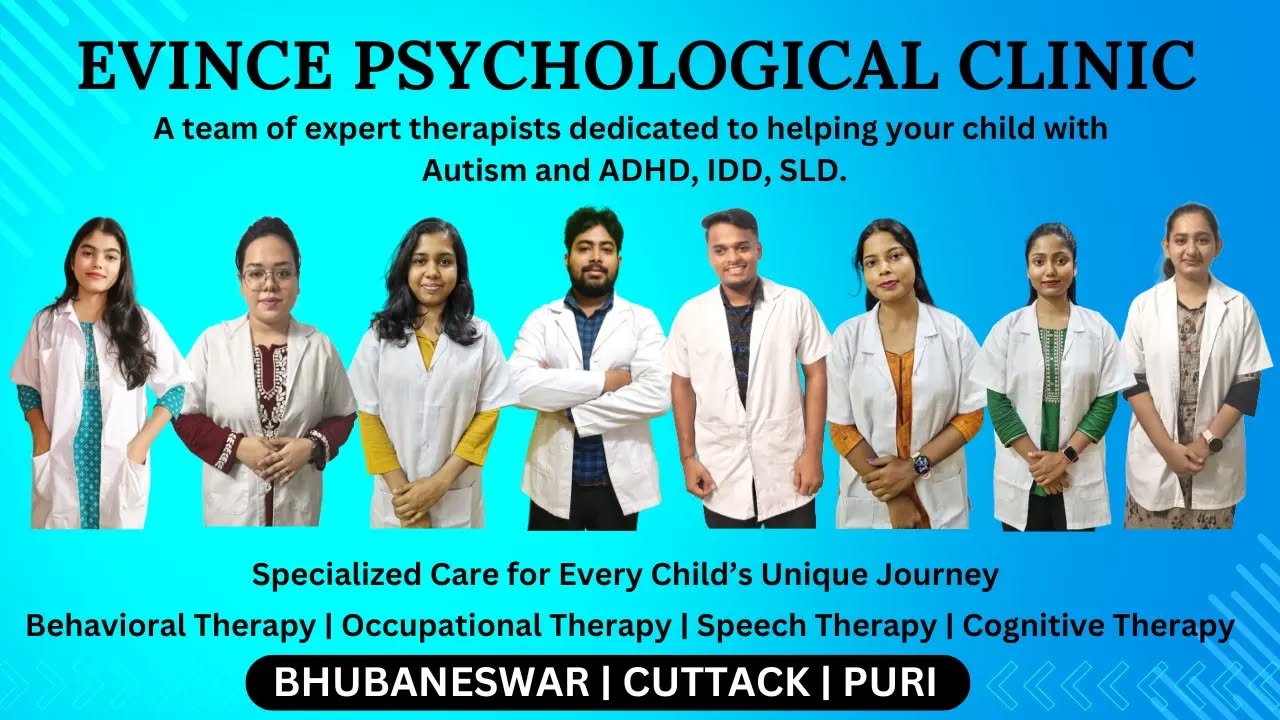 EVINCE PSYCHOLOGICAL CLINIC
A team of expert therapists dedicated to helping your child with
Autism and ADHD, IDD, SLD.
Specialized Care for Every Child’s Unique Journey
Behavioral Therapy | Occupational Therapy | Speech Therapy | Cognitive Therapy
BHUBANESWAR | CUTTACK | PURI